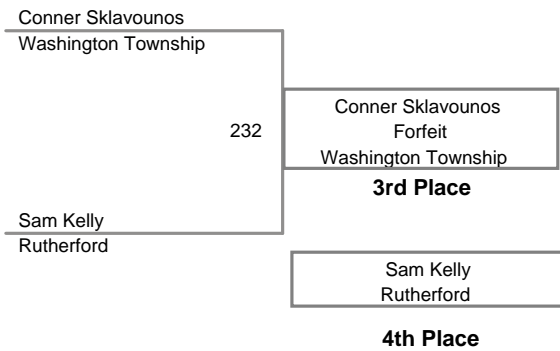 Conner Sklavounos
Washington Township
232
Conner Sklavounos
Forfeit
Washington Township
3rd Place
Sam Kelly
Rutherford
Sam Kelly
Rutherford
4th Place